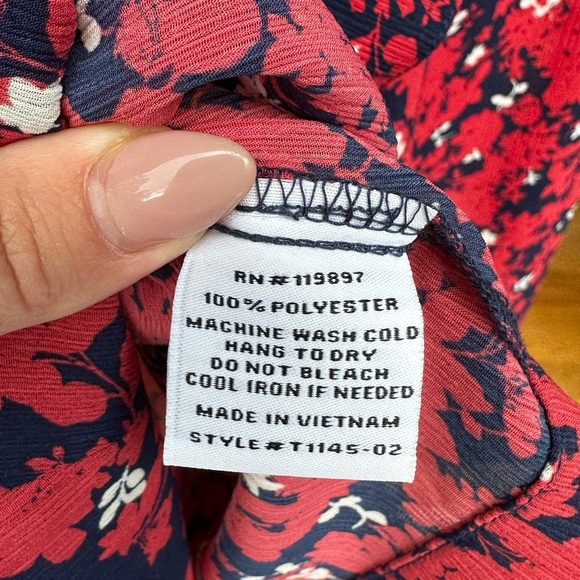 RN#119897
100% POLYESTER
MACHINE WASH COLD
HANG TO DRY
DO NOT BLEACH
COOL IRON IF NEEDED
MADE IN VIETNAM
STYLE#T1145-02